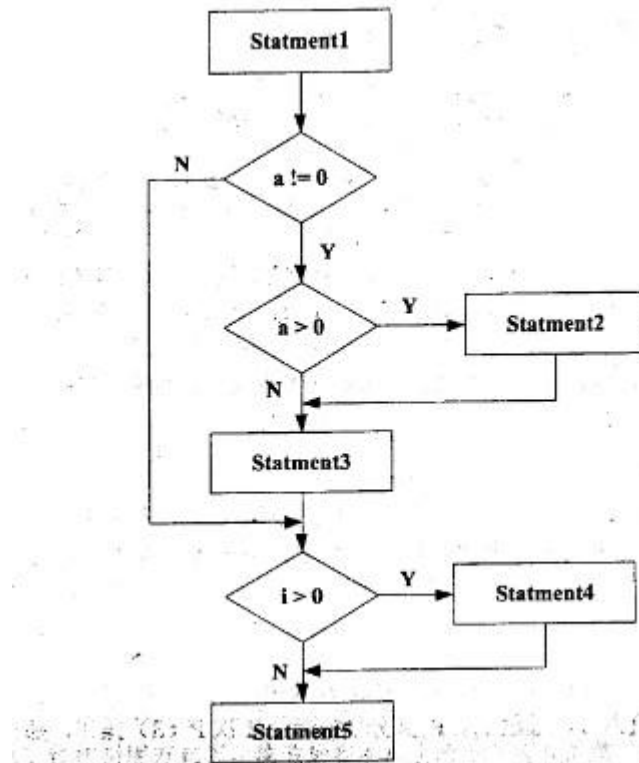 Statment1
N
a != 0
Y
a > 0
Y
Statment2
N
Statment3
i > 0
Y
Statment4
N
Statment5